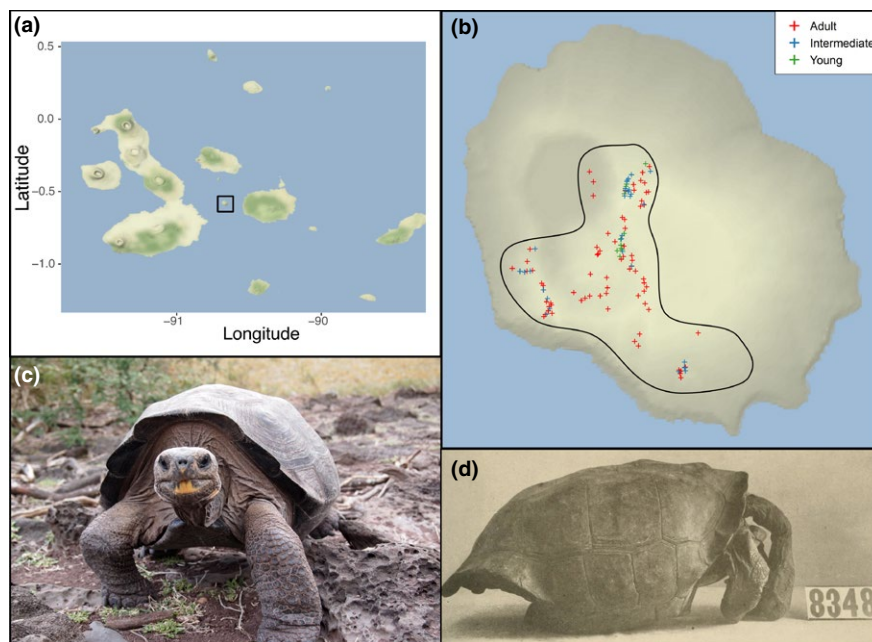 (a)
0.5
0.0
−0.5
−1.0
Latitude
−91
−90
Longitude
(b)
Adult
Intermediate
Young
(c)
(d)
8348